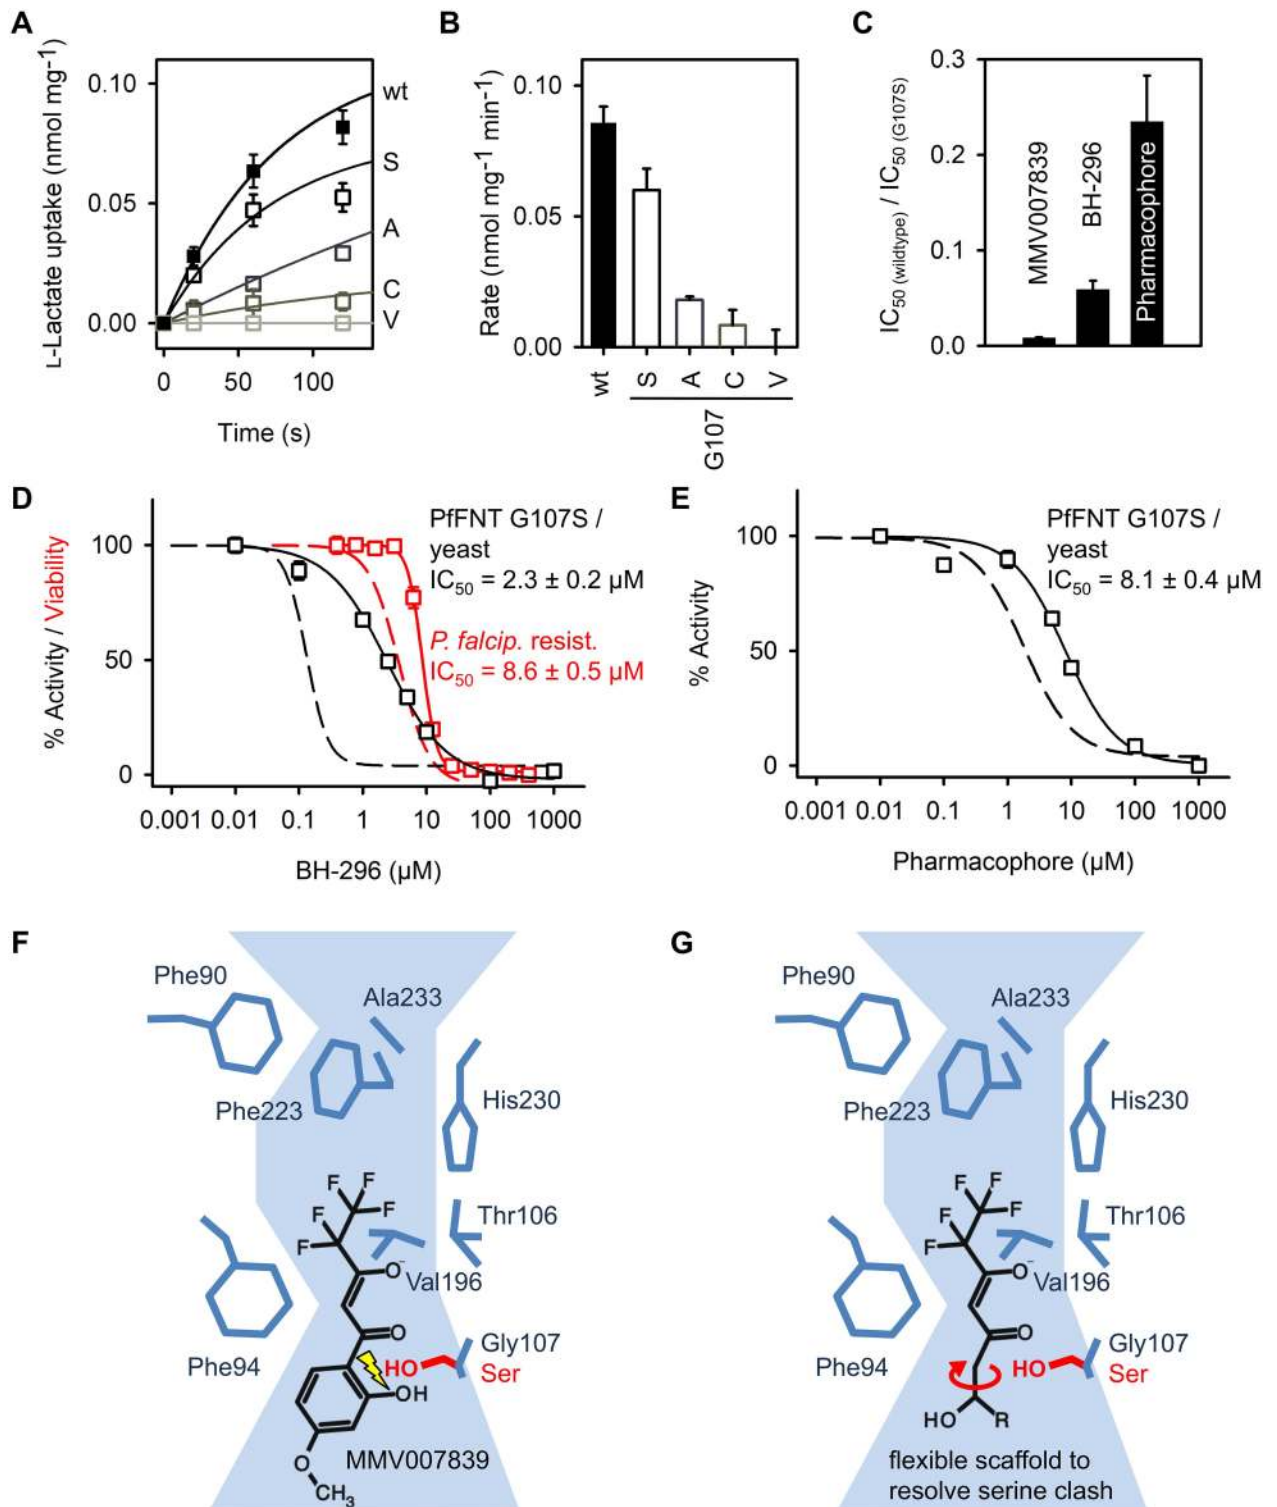 A
L-Lactate uptake (nmol mg-1)
0.10
0.05
0.00
0 50 100
Time (s)
wt
S
A
C
V
B
Rate (nmol mg-1 min-1)
0.10
0.05
0.00
wt
S
A
C
V
G107
C
IC50 (wildtype) / IC50 (G107S)
0.3
0.2
0.1
0.0
MMV007839
BH-296
Pharmacophore
D
% Activity / Viability
100
50
0
0.001 0.01 0.1 1 10 100 1000
BH-296 (µM)
PfFNT G107S /
yeast
IC50 = 2.3 ± 0.2 µM
P. falcip. resist.
IC50 = 8.6 ± 0.5 µM
E
% Activity
100
50
0
0.001 0.01 0.1 1 10 100 1000
Pharmacophore (µM)
PfFNT G107S /
yeast
IC50 = 8.1 ± 0.4 µM
F
Phe90
Ala233
Phe223
His230
F F
F F
F
Thr106
O-
Val196
O
Phe94
Gly107
HO Ser
OH
O
CH3
MMV007839
G
Phe90
Ala233
Phe223
His230
F F
F F
F
Thr106
O-
Val196
O
Phe94
Gly107
HO Ser
HO R
flexible scaffold to
resolve serine clash